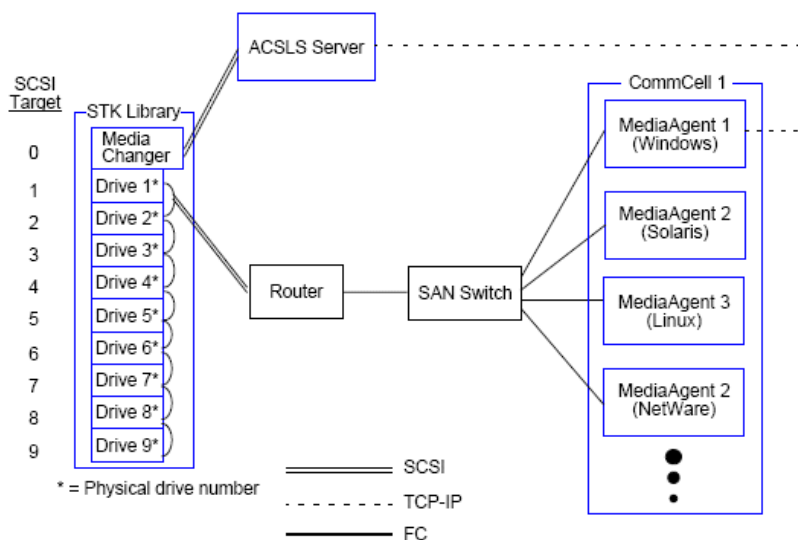 ACSLS Server
SCSI
Target
STK Library
CommCell 1
Media
Changer
MediaAgent 1
(Windows)
0
1
2
3
4
5
6
7
8
9
Drive 1*
Drive 2*
Drive 3*
Drive 4*
Drive 5*
Drive 6*
Drive 7*
Drive 8*
Drive 9*
Router
SAN Switch
MediaAgent 2
(Solaris)
MediaAgent 3
(Linux)
MediaAgent 2
(NetWare)
* = Physical drive number
SCSI
TCP-IP
FC